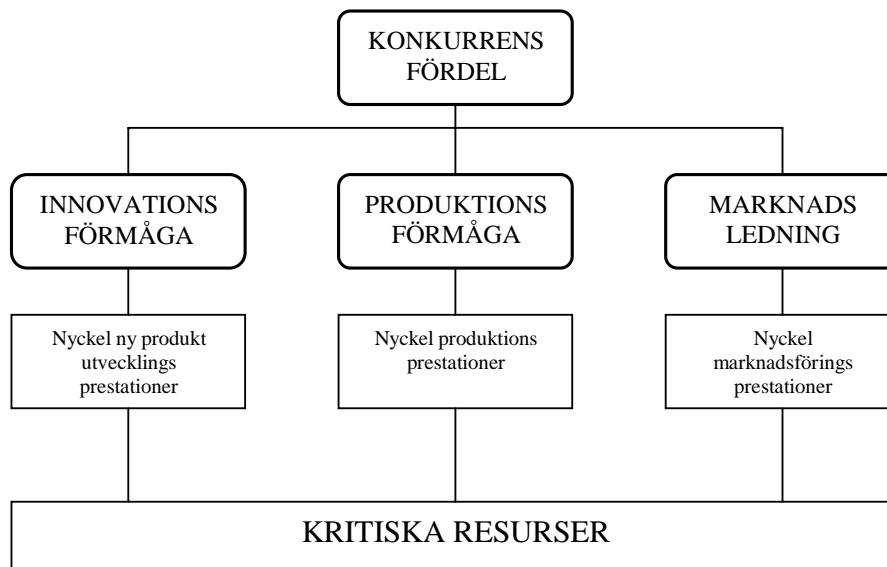 KONKURRENS
FÖRDEL
INNOVATIONS
FÖRMÅGA
PRODUKTIONS
FÖRMÅGA
MARKNADS
LEDNING
Nyckel ny produkt
utvecklings
prestationer
Nyckel produktions
prestationer
Nyckel
marknadsförings
prestationer
KRITISKA RESURSER